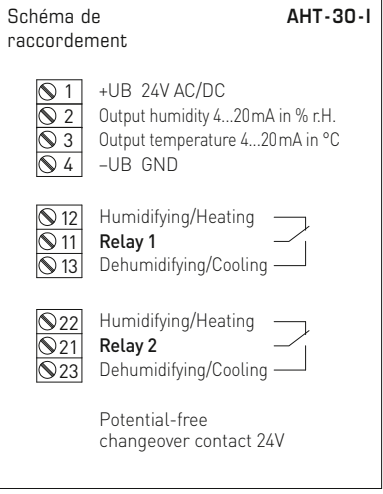 Schéma de raccordement
AHT-30-I
1 +UB 24V AC/DC
2 Output humidity 4...20mA in % r.H.
3 Output temperature 4...20mA in °C
4 –UB GND
12 Humidifying/Heating
11 Relay 1
13 Dehumidifying/Cooling
22 Humidifying/Heating
21 Relay 2
23 Dehumidifying/Cooling
Potential-free
changeover contact 24V